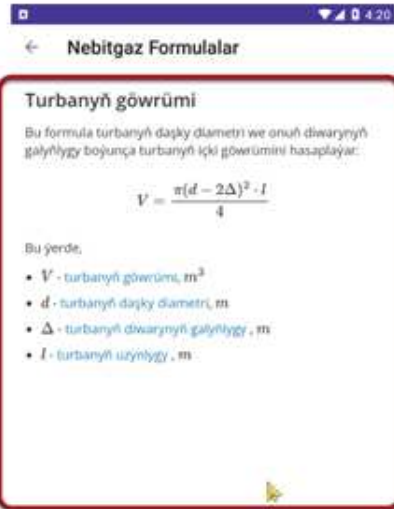 4:20
Nebitgaz Formulalar
Turbanyň göwrümi
Bu formula turbanyň daşky diametri we onuň diwarynyň
galyňlygy boýunça turbanyň içki göwrümini hasaplaýar:
V = π(d − 2Δ)² · l / 4
Bu ýerde,
• V - turbanyň göwrümi, m³
• d - turbanyň daşky diametri, m
• Δ - turbanyň diwarynyň galyňlygy , m
• l - turbanyň uzynlygy , m